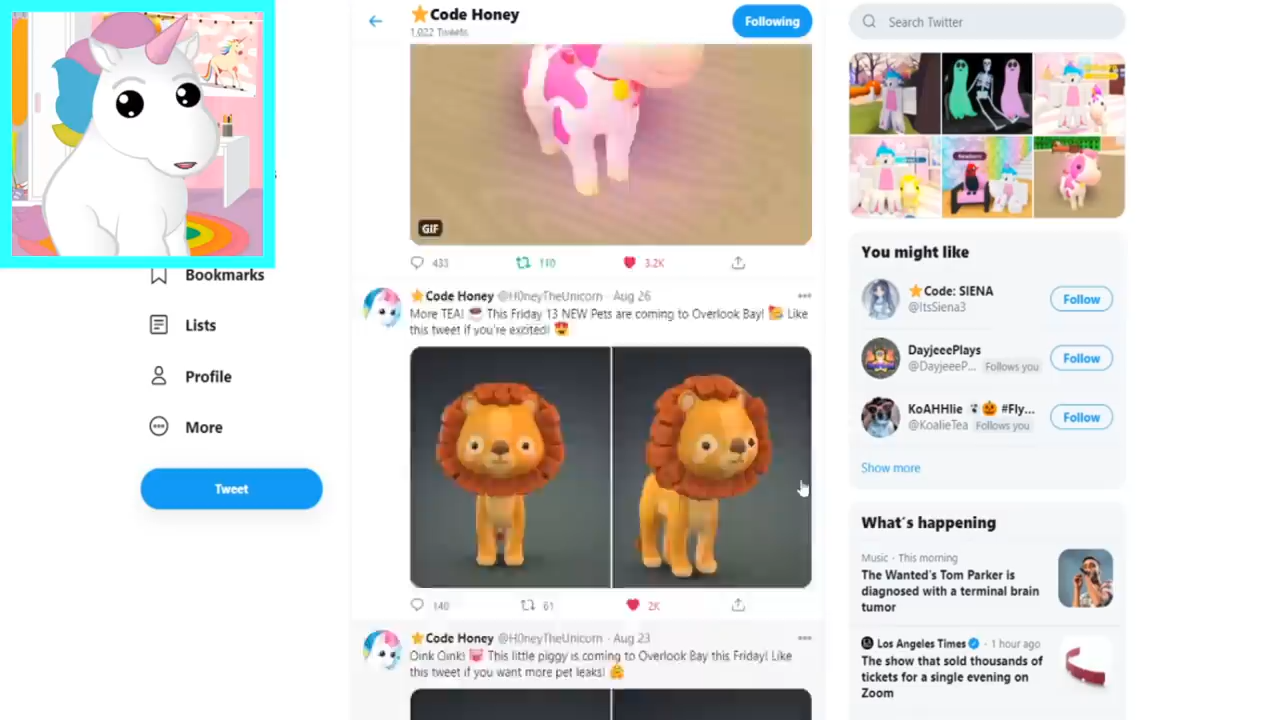 Code Honey
1,022 Tweets
Following
Search Twitter
GIF
433
110
3.2K
Bookmarks
Lists
Profile
More
Tweet
Code Honey @H0neyTheUnicorn · Aug 26
More TEA! This Friday 13 NEW Pets are coming to Overlook Bay! Like
this tweet if you're excited!
140
61
2K
Code Honey @H0neyTheUnicorn · Aug 23
Oink Oink! This little piggy is coming to Overlook Bay this Friday! Like
this tweet if you want more pet leaks!
Newborn
You might like
Code: SIENA
@ItsSiena3
Follow
DayjeeePlays
@DayjeeeP... Follows you
Follow
KoAHHlie #Fly...
@KoalieTea Follows you
Follow
Show more
What's happening
Music · This morning
The Wanted's Tom Parker is
diagnosed with a terminal brain
tumor
Los Angeles Times · 1 hour ago
The show that sold thousands of
tickets for a single evening on
Zoom